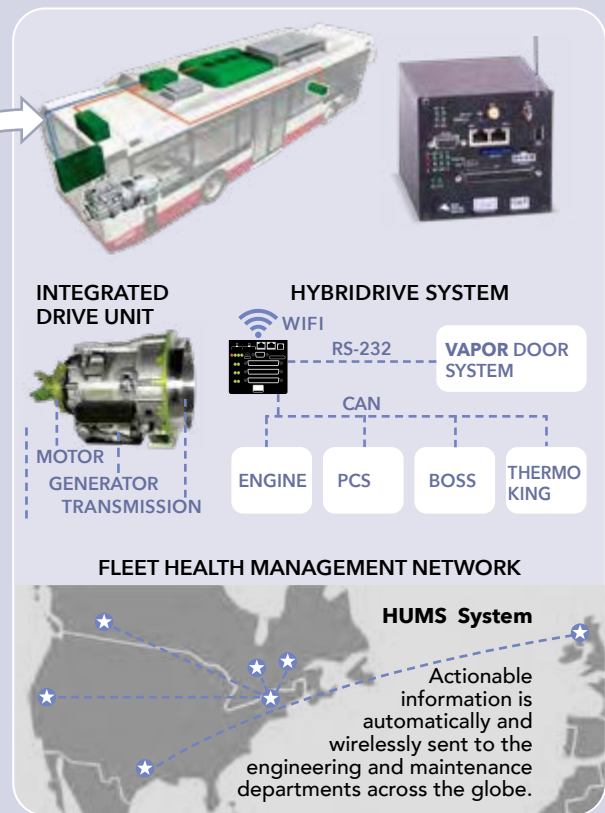 INTEGRATED
DRIVE UNIT
MOTOR
GENERATOR
TRANSMISSION
HYBRIDRIVE SYSTEM
WIFI
RS-232
VAPOR DOOR
SYSTEM
CAN
ENGINE
PCS
BOSS
THERMO
KING
FLEET HEALTH MANAGEMENT NETWORK
HUMS System
Actionable
information is
automatically and
wirelessly sent to the
engineering and maintenance
departments across the globe.